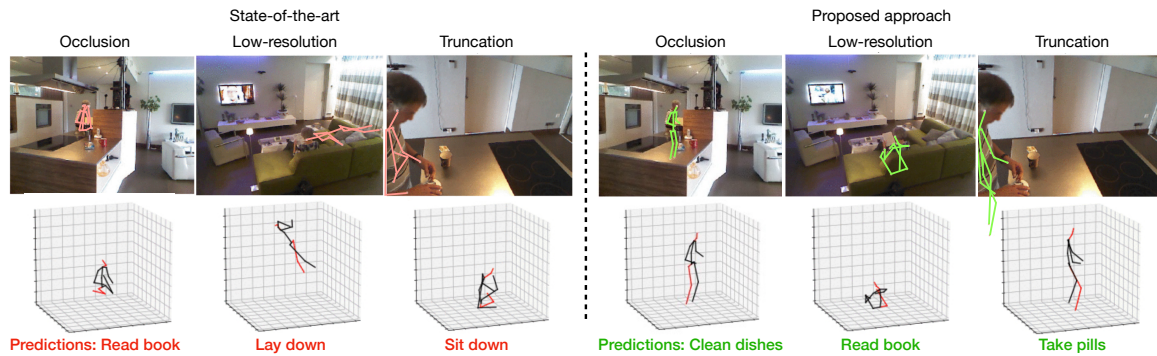 State-of-the-art
Proposed approach
Occlusion
Low-resolution
Truncation
Occlusion
Low-resolution
Truncation
Predictions: Read book
Lay down
Sit down
Predictions: Clean dishes
Read book
Take pills